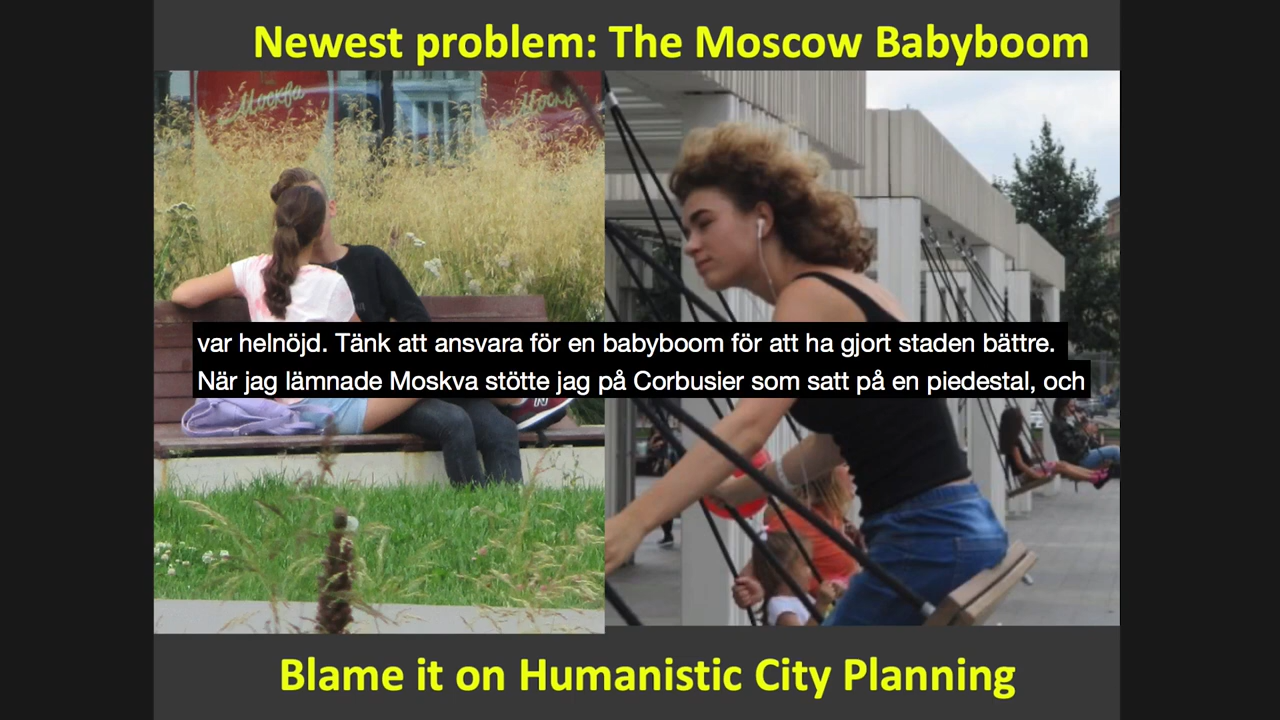 Newest problem: The Moscow Babyboom
Москва
var helnöjd. Tänk att ansvara för en babyboom för att ha gjort staden bättre.
När jag lämnade Moskva stötte jag på Corbusier som satt på en piedestal, och
Blame it on Humanistic City Planning